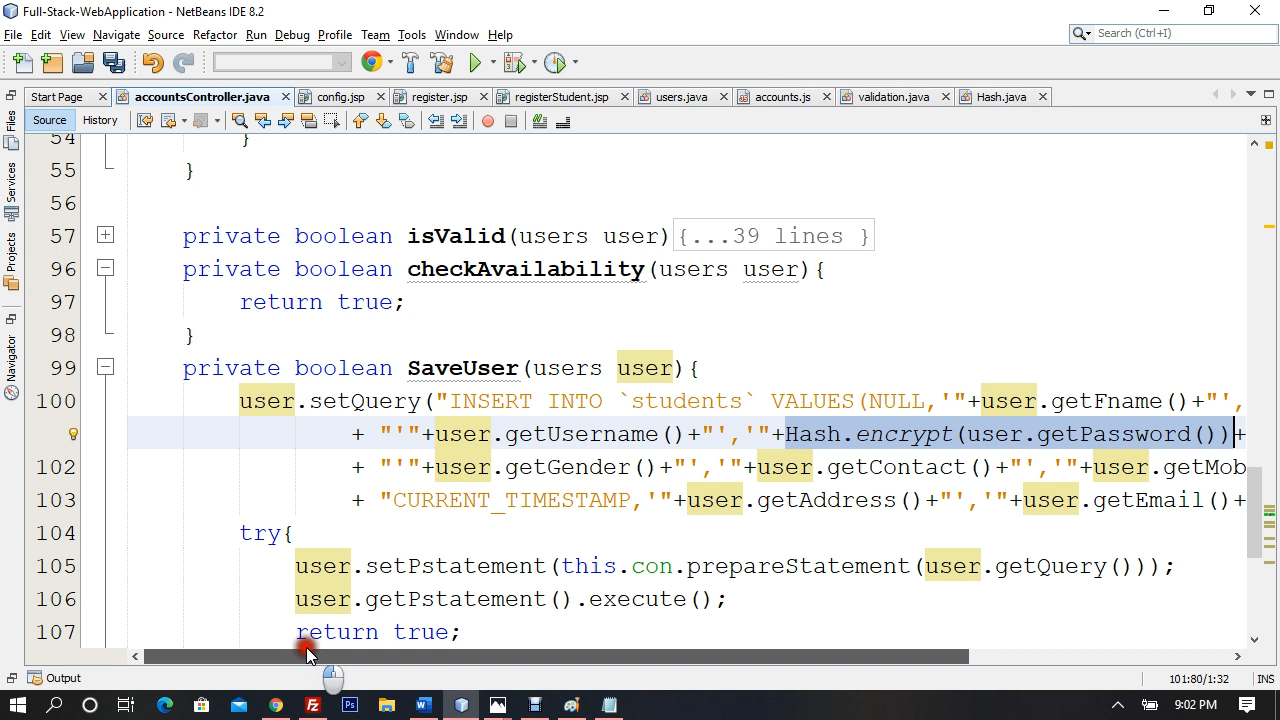 Full-Stack-WebApplication - NetBeans IDE 8.2
File Edit View Navigate Source Refactor Run Debug Profile Team Tools Window Help
Search (Ctrl+I)
Start Page accountsController.java config.jsp register.jsp registerStudent.jsp users.java accounts.js validation.java Hash.java
Source History
Files
Services
Projects
Navigator
54 }
55 }
56
57 private boolean isValid(users user) {...39 lines }
96 private boolean checkAvailability(users user){
97 return true;
98 }
99 private boolean SaveUser(users user){
100 user.setQuery("INSERT INTO `students` VALUES(NULL,'"+user.getFname()+"',
+ "'"+user.getUsername()+"','"+Hash.encrypt(user.getPassword())+
102 + "'"+user.getGender()+"','"+user.getContact()+"','"+user.getMob
103 + "CURRENT_TIMESTAMP,'"+user.getAddress()+"','"+user.getEmail()+
104 try{
105 user.setPstatement(this.con.prepareStatement(user.getQuery()));
106 user.getPstatement().execute();
107 return true;
Output
101:80/1:32 INS
9:02 PM